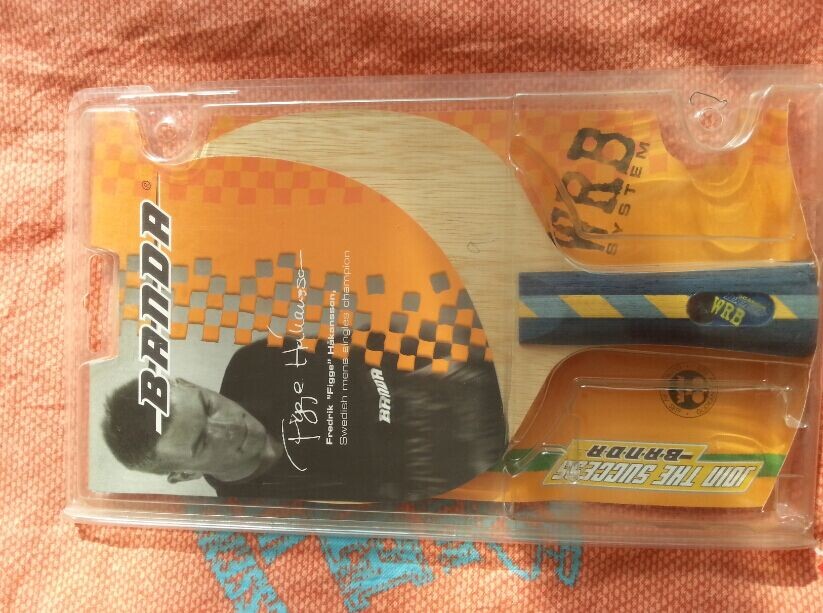 BANDA®
Figge Håkansson
Fredrik "Figge" Håkansson,
Swedish mens singles champion
BANDA
WRB
SYSTEM
WRB
JOIN THE SUCCESS
BANDA